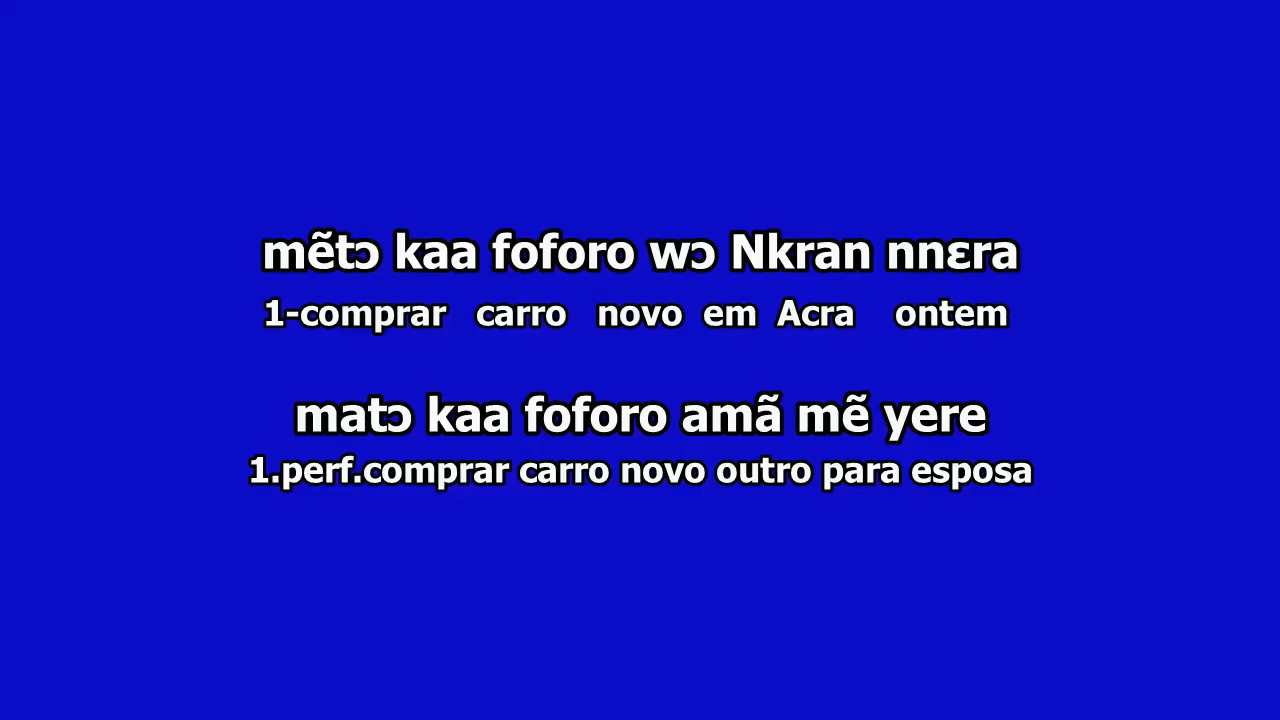 mẽtɔ kaa foforo wɔ Nkran nnɛra
1-comprar carro novo em Acra ontem
matɔ kaa foforo amã mẽ yere
1.perf.comprar carro novo outro para esposa